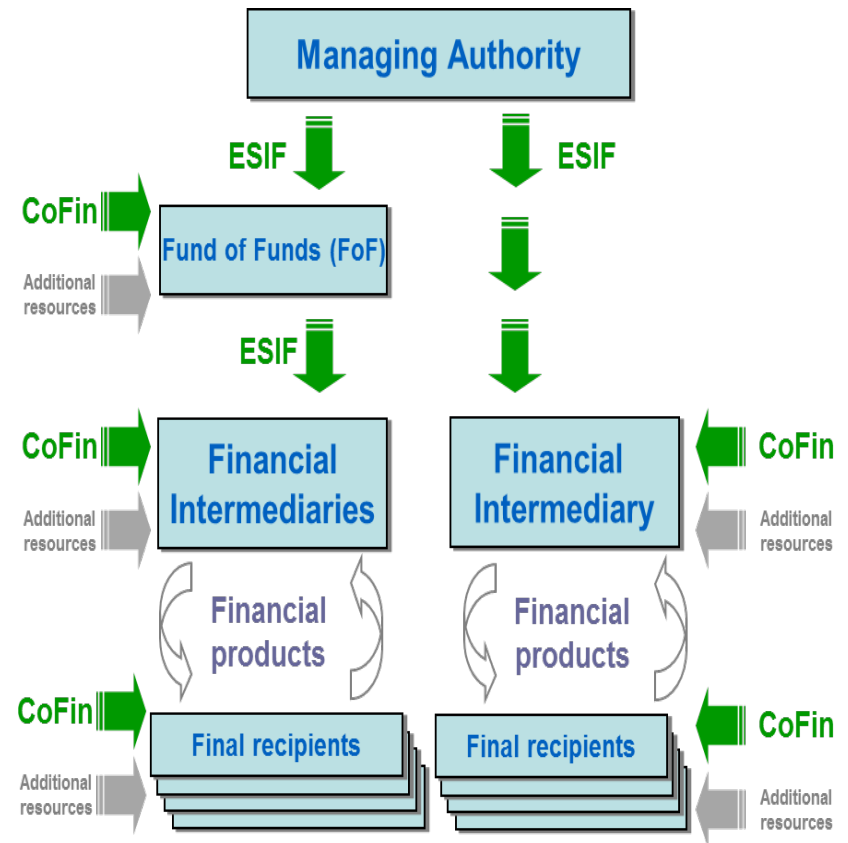 Managing Authority
ESIF
ESIF
CoFin
Fund of Funds (FoF)
Additional
resources
ESIF
CoFin
Financial
Intermediaries
Additional
resources
Financial
Intermediary
CoFin
Additional
resources
Financial
products
Financial
products
CoFin
Final recipients
Additional
resources
Final recipients
CoFin
Additional
resources